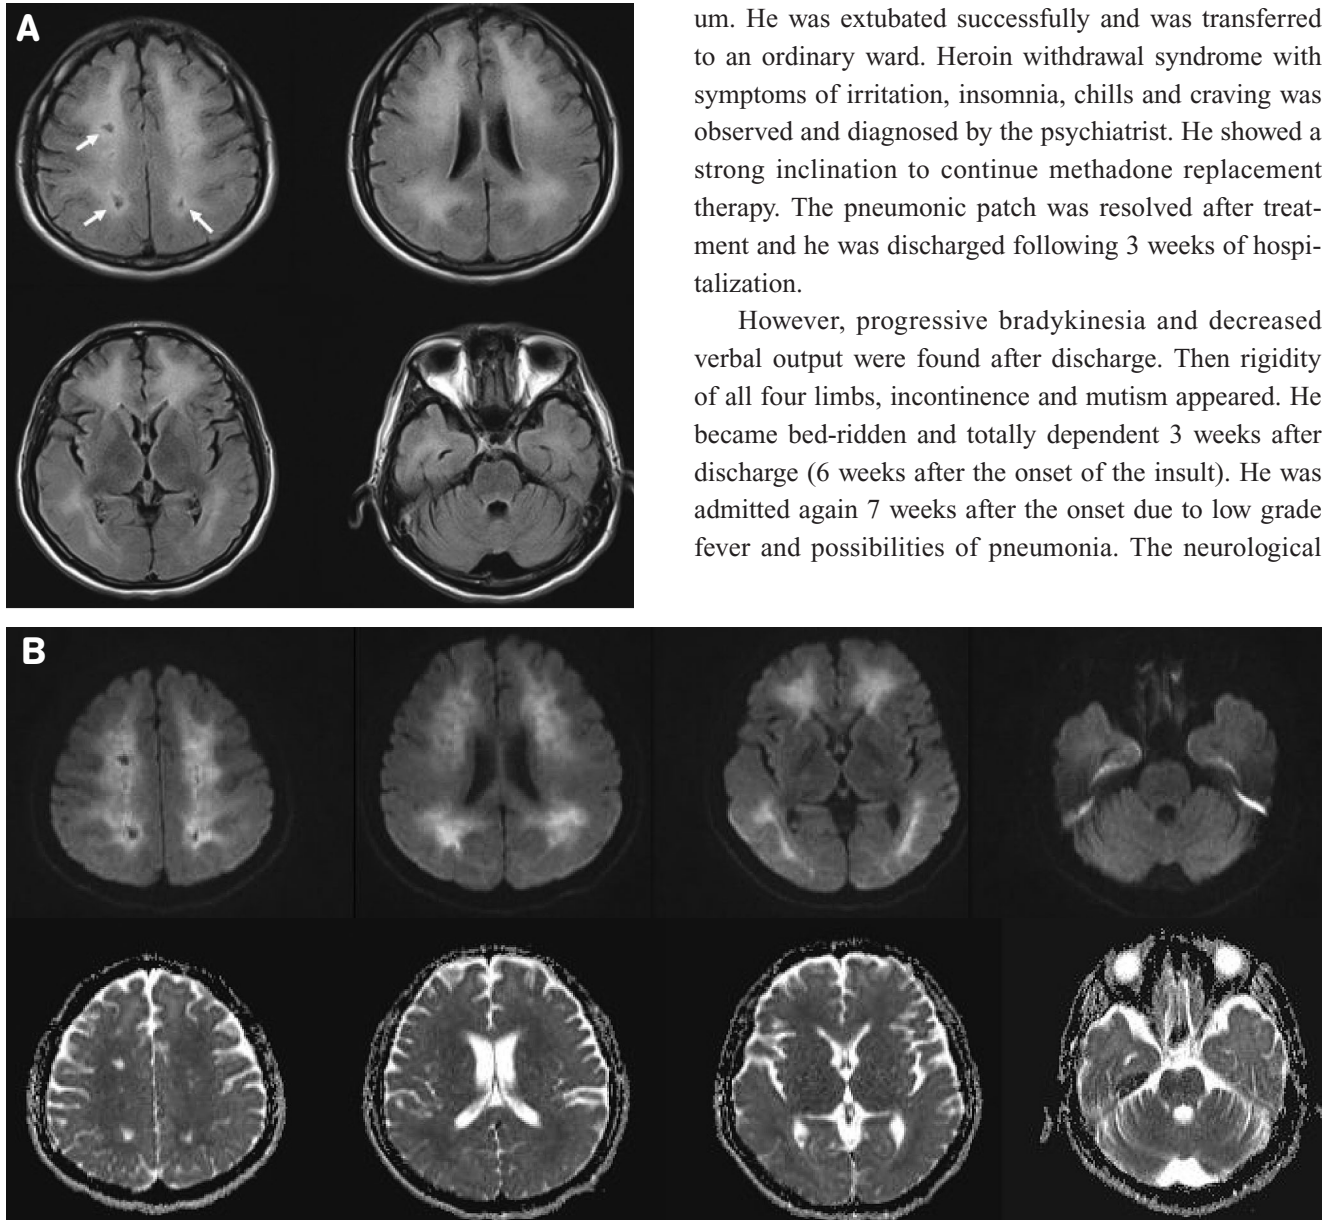 A
um. He was extubated successfully and was transferred
to an ordinary ward. Heroin withdrawal syndrome with
symptoms of irritation, insomnia, chills and craving was
observed and diagnosed by the psychiatrist. He showed a
strong inclination to continue methadone replacement
therapy. The pneumonic patch was resolved after treat-
ment and he was discharged following 3 weeks of hospi-
talization.
However, progressive bradykinesia and decreased
verbal output were found after discharge. Then rigidity
of all four limbs, incontinence and mutism appeared. He
became bed-ridden and totally dependent 3 weeks after
discharge (6 weeks after the onset of the insult). He was
admitted again 7 weeks after the onset due to low grade
fever and possibilities of pneumonia. The neurological
B